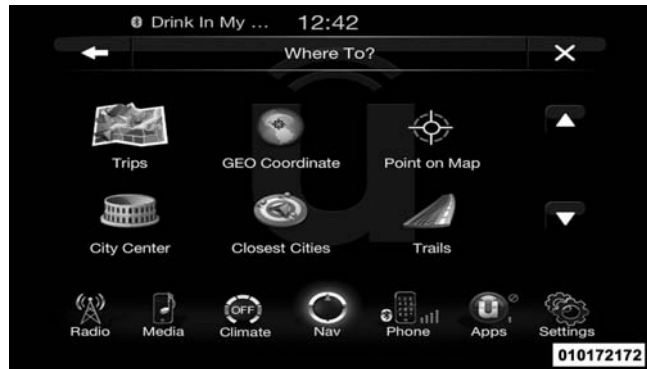 Drink In My ... 12:42
Where To?
Trips GEO Coordinate Point on Map
City Center Closest Cities Trails
OFF
Radio Media Climate Nav Phone Apps Settings
010172172